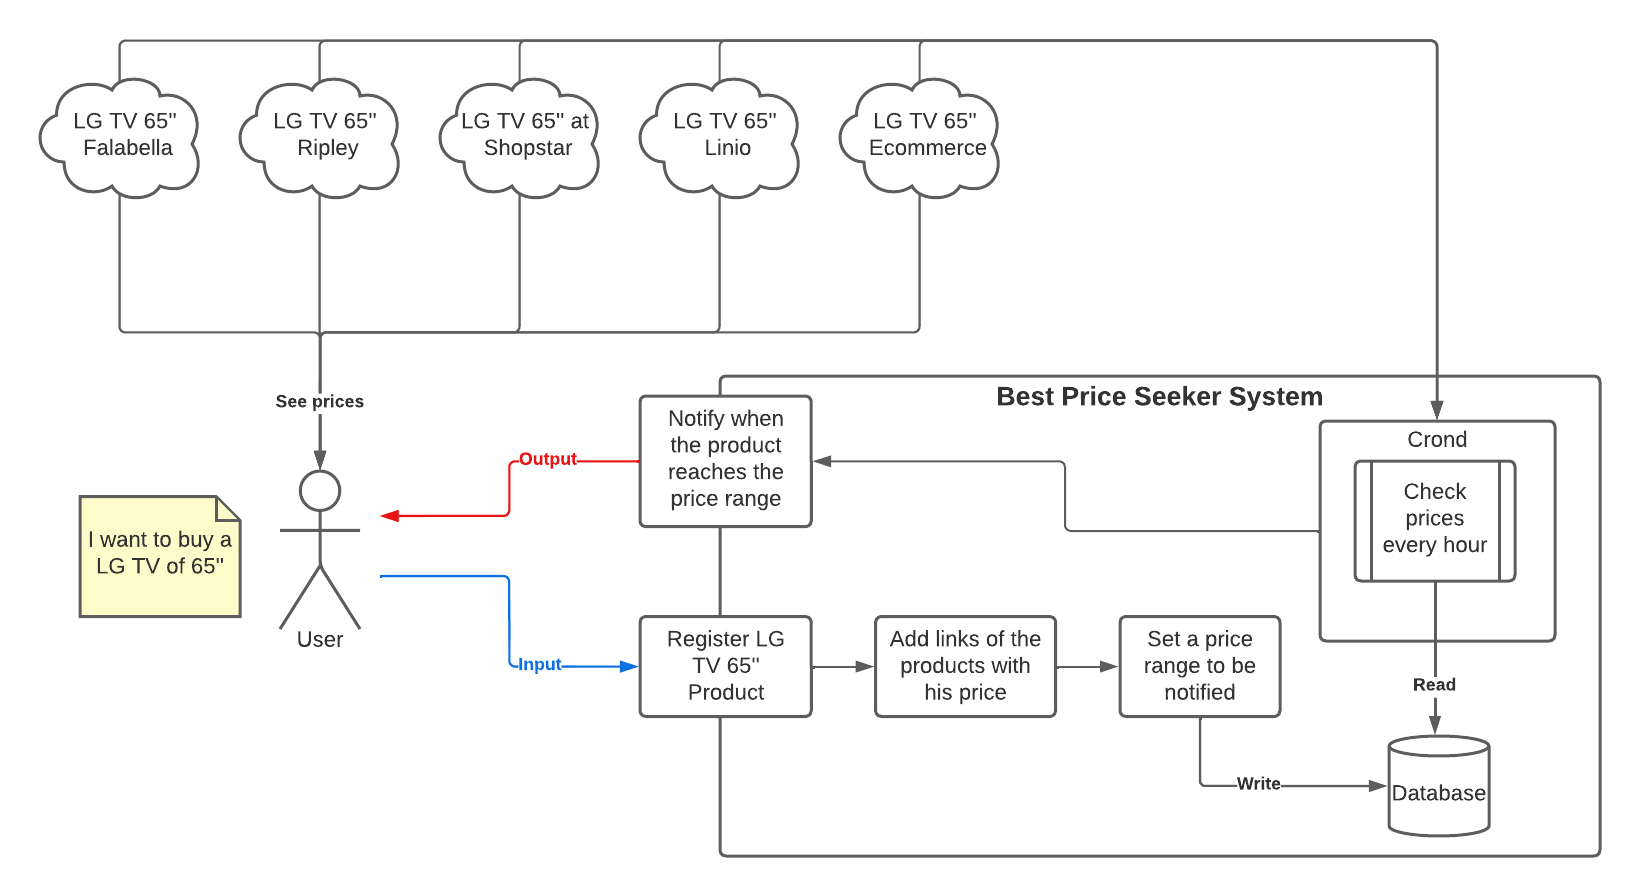 LG TV 65"
Falabella
LG TV 65"
Ripley
LG TV 65" at
Shopstar
LG TV 65"
Linio
LG TV 65"
Ecommerce
See prices
Best Price Seeker System
Notify when
the product
reaches the
price range
Crond
Check
prices
every hour
Output
I want to buy a
LG TV of 65"
User
Input
Register LG
TV 65"
Product
Add links of the
products with
his price
Set a price
range to be
notified
Read
Write
Database